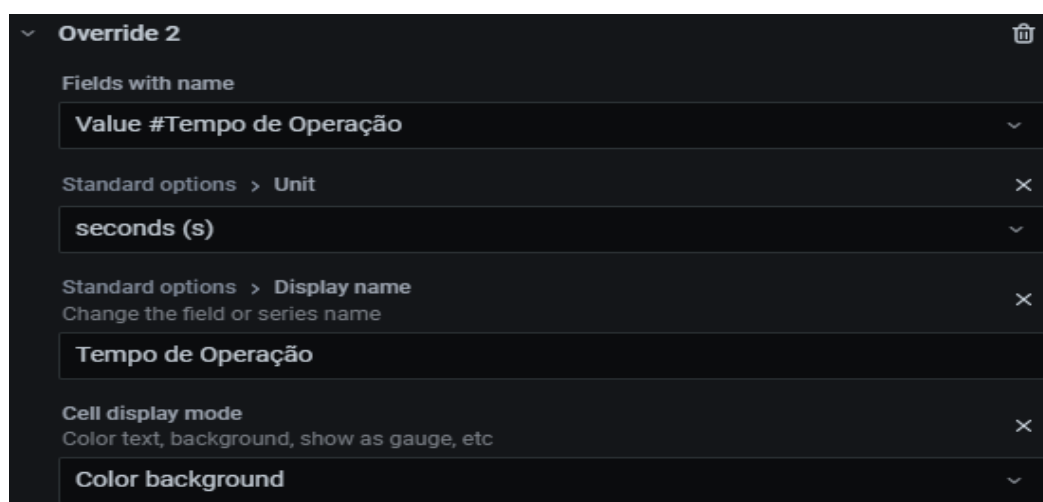 Override 2
Fields with name
Value #Tempo de Operação
Standard options > Unit
seconds (s)
Standard options > Display name
Change the field or series name
Tempo de Operação
Cell display mode
Color text, background, show as gauge, etc
Color background